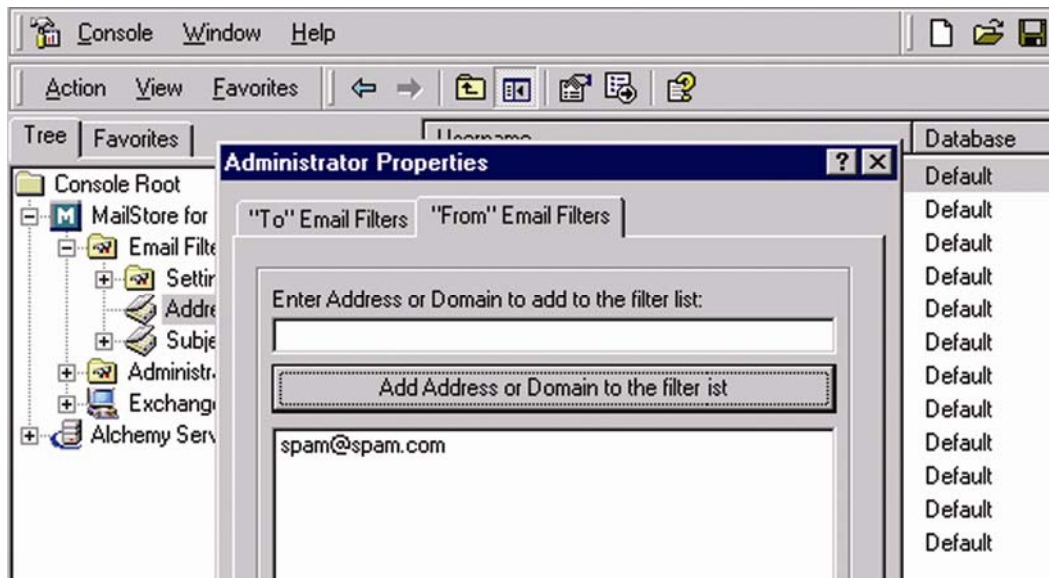 Console Window Help
Action View Favorites
Tree Favorites
Username
Database
Administrator Properties
"To" Email Filters "From" Email Filters
Enter Address or Domain to add to the filter list:
Add Address or Domain to the filter ist
spam@spam.com
Console Root
MailStore for
Email Filte
Settin
Addre
Subje
Administr
Exchang
Alchemy Serv
Default
Default
Default
Default
Default
Default
Default
Default
Default
Default
Default
Default